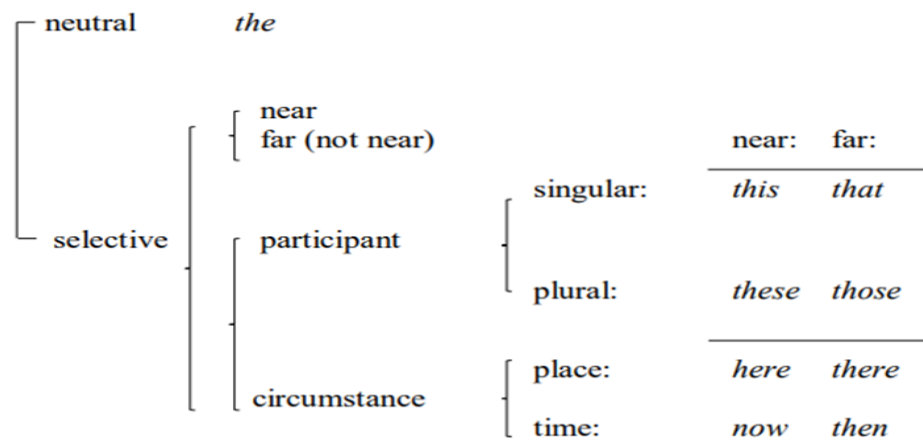 neutral the
near
far (not near)
near: far:
singular: this that
selective participant
plural: these those
place: here there
circumstance
time: now then